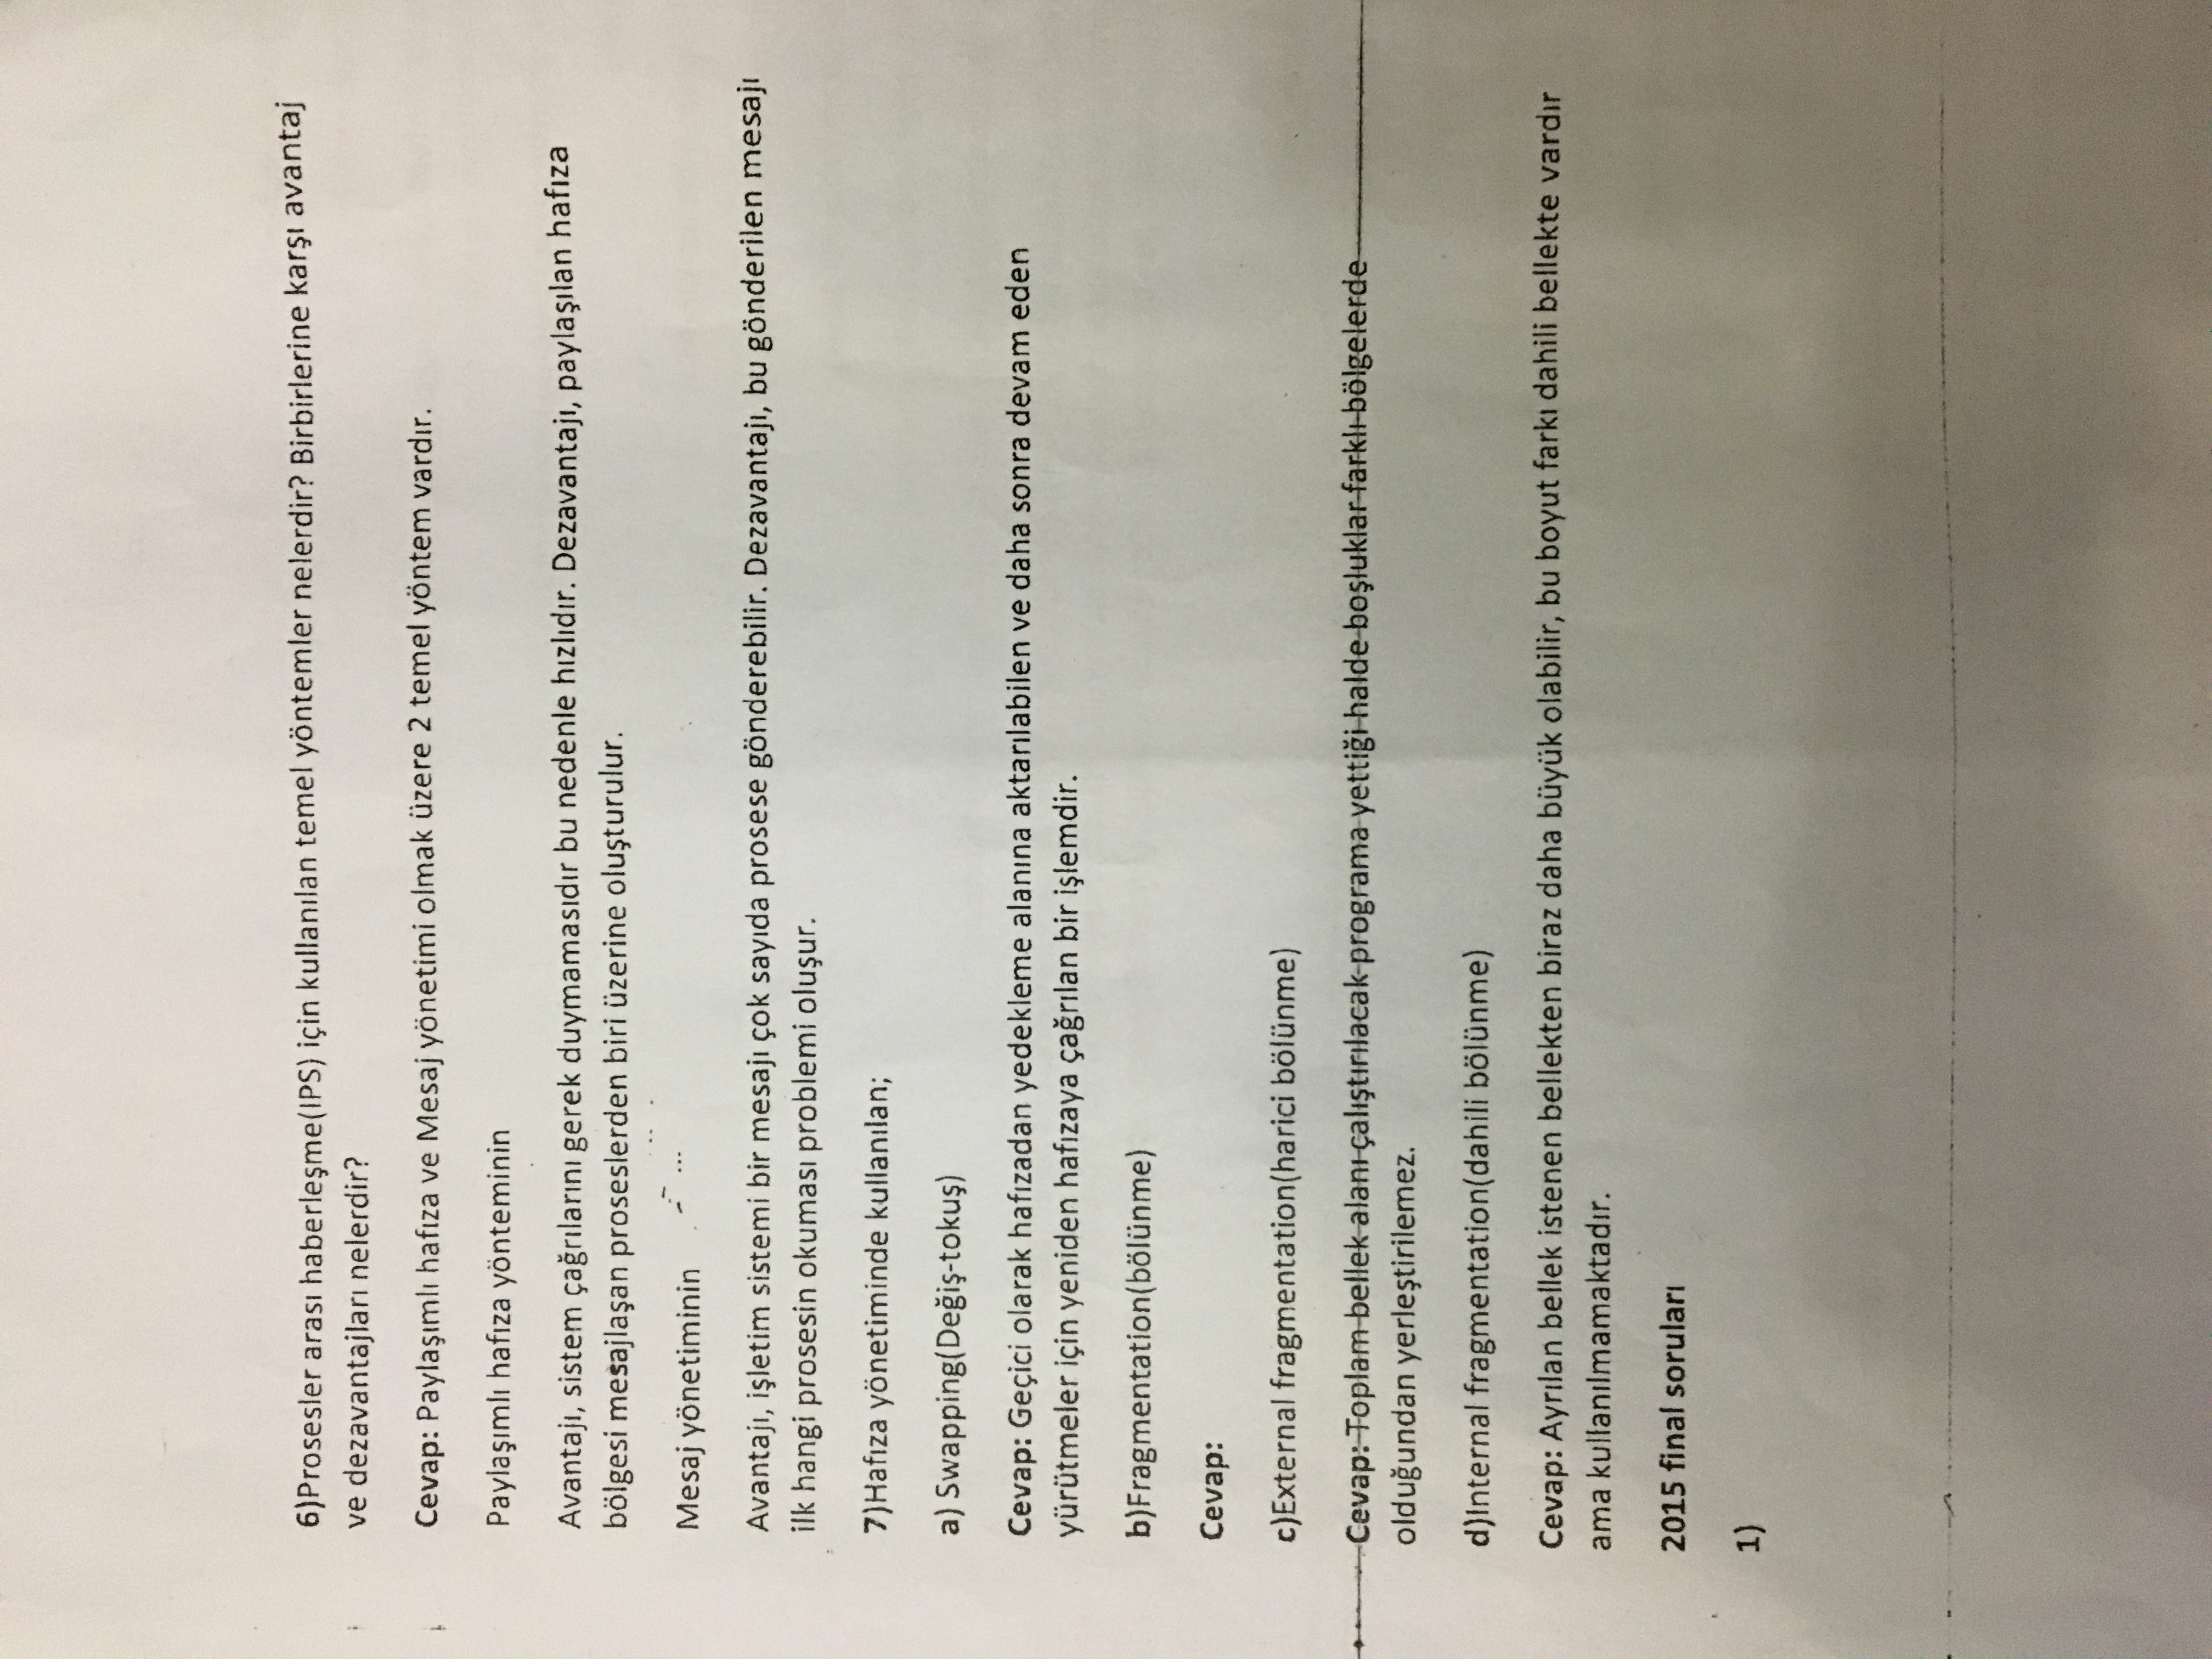 6)Prosesler arası haberleşme(IPS) için kullanılan temel yöntemler nelerdir? Birbirlerine karşı avantaj
ve dezavantajları nelerdir?
Cevap: Paylaşımlı hafıza ve Mesaj yönetimi olmak üzere 2 temel yöntem vardır.
Paylaşımlı hafıza yönteminin
Avantajı, sistem çağrılarını gerek duymamasıdır bu nedenle hızlıdır. Dezavantajı, paylaşılan hafıza
bölgesi mesajlaşan proseslerden biri üzerine oluşturulur.
Mesaj yönetiminin
Avantajı, işletim sistemi bir mesajı çok sayıda prosese gönderebilir. Dezavantajı, bu gönderilen mesajı
ilk hangi prosesin okuması problemi oluşur.
7)Hafıza yönetiminde kullanılan;
a) Swapping(Değiş-tokuş)
Cevap: Geçici olarak hafızadan yedekleme alanına aktarılabilen ve daha sonra devam eden
yürütmeler için yeniden hafızaya çağrılan bir işlemdir.
b)Fragmentation(bölünme)
Cevap:
c)External fragmentation(harici bölünme)
Cevap: Toplam bellek alanı çalıştırılacak programa yettiği halde boşluklar farklı bölgelerde
olduğundan yerleştirilemez.
d)Internal fragmentation(dahili bölünme)
Cevap: Ayrılan bellek istenen bellekten biraz daha büyük olabilir, bu boyut farkı dahili bellekte vardır
ama kullanılmamaktadır.
2015 final soruları
1)